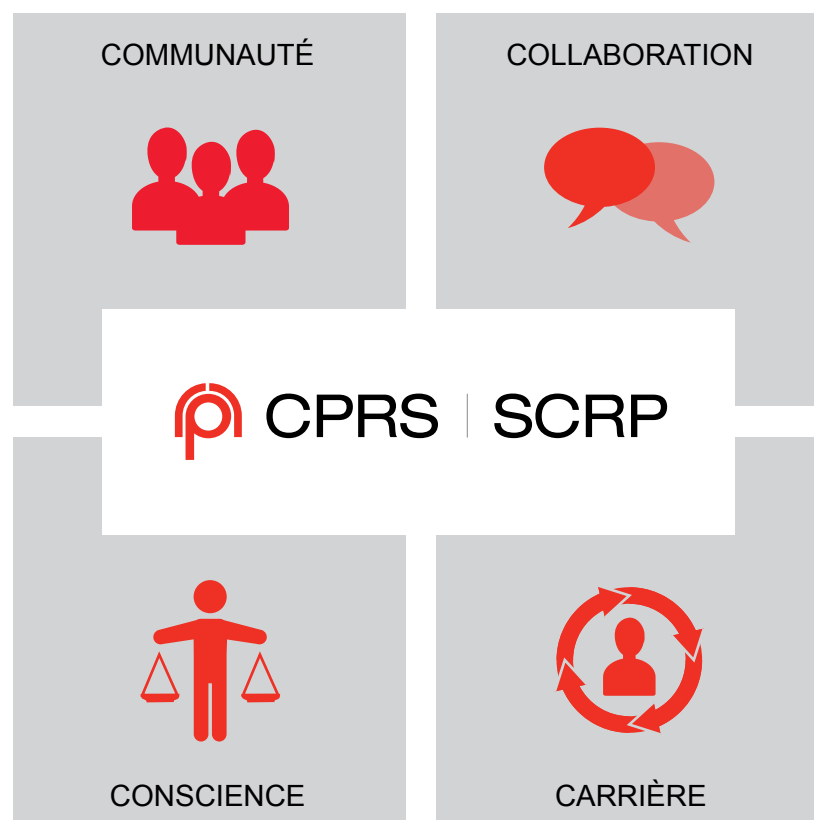 COMMUNAUTÉ
COLLABORATION
CPRS | SCRP
CONSCIENCE
CARRIÈRE